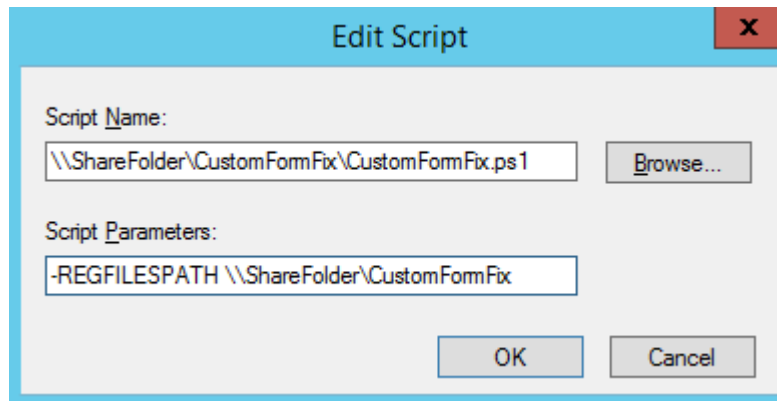 Edit Script
x
Script Name:
\\ShareFolder\CustomFormFix\CustomFormFix.ps1
Browse...
Script Parameters:
-REGFILESPATH \\ShareFolder\CustomFormFix
OK
Cancel